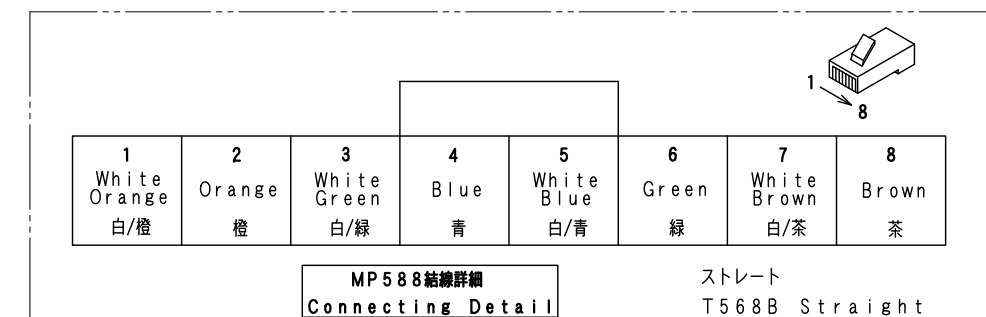 1
8
1 2 3 4 5 6 7 8
White Orange Orange White Green Blue White Blue Green White Brown Brown
白/橙 橙 白/緑 青 白/青 緑 白/茶 茶
MP588結線詳細
Connecting Detail
ストレート
T568B Straight